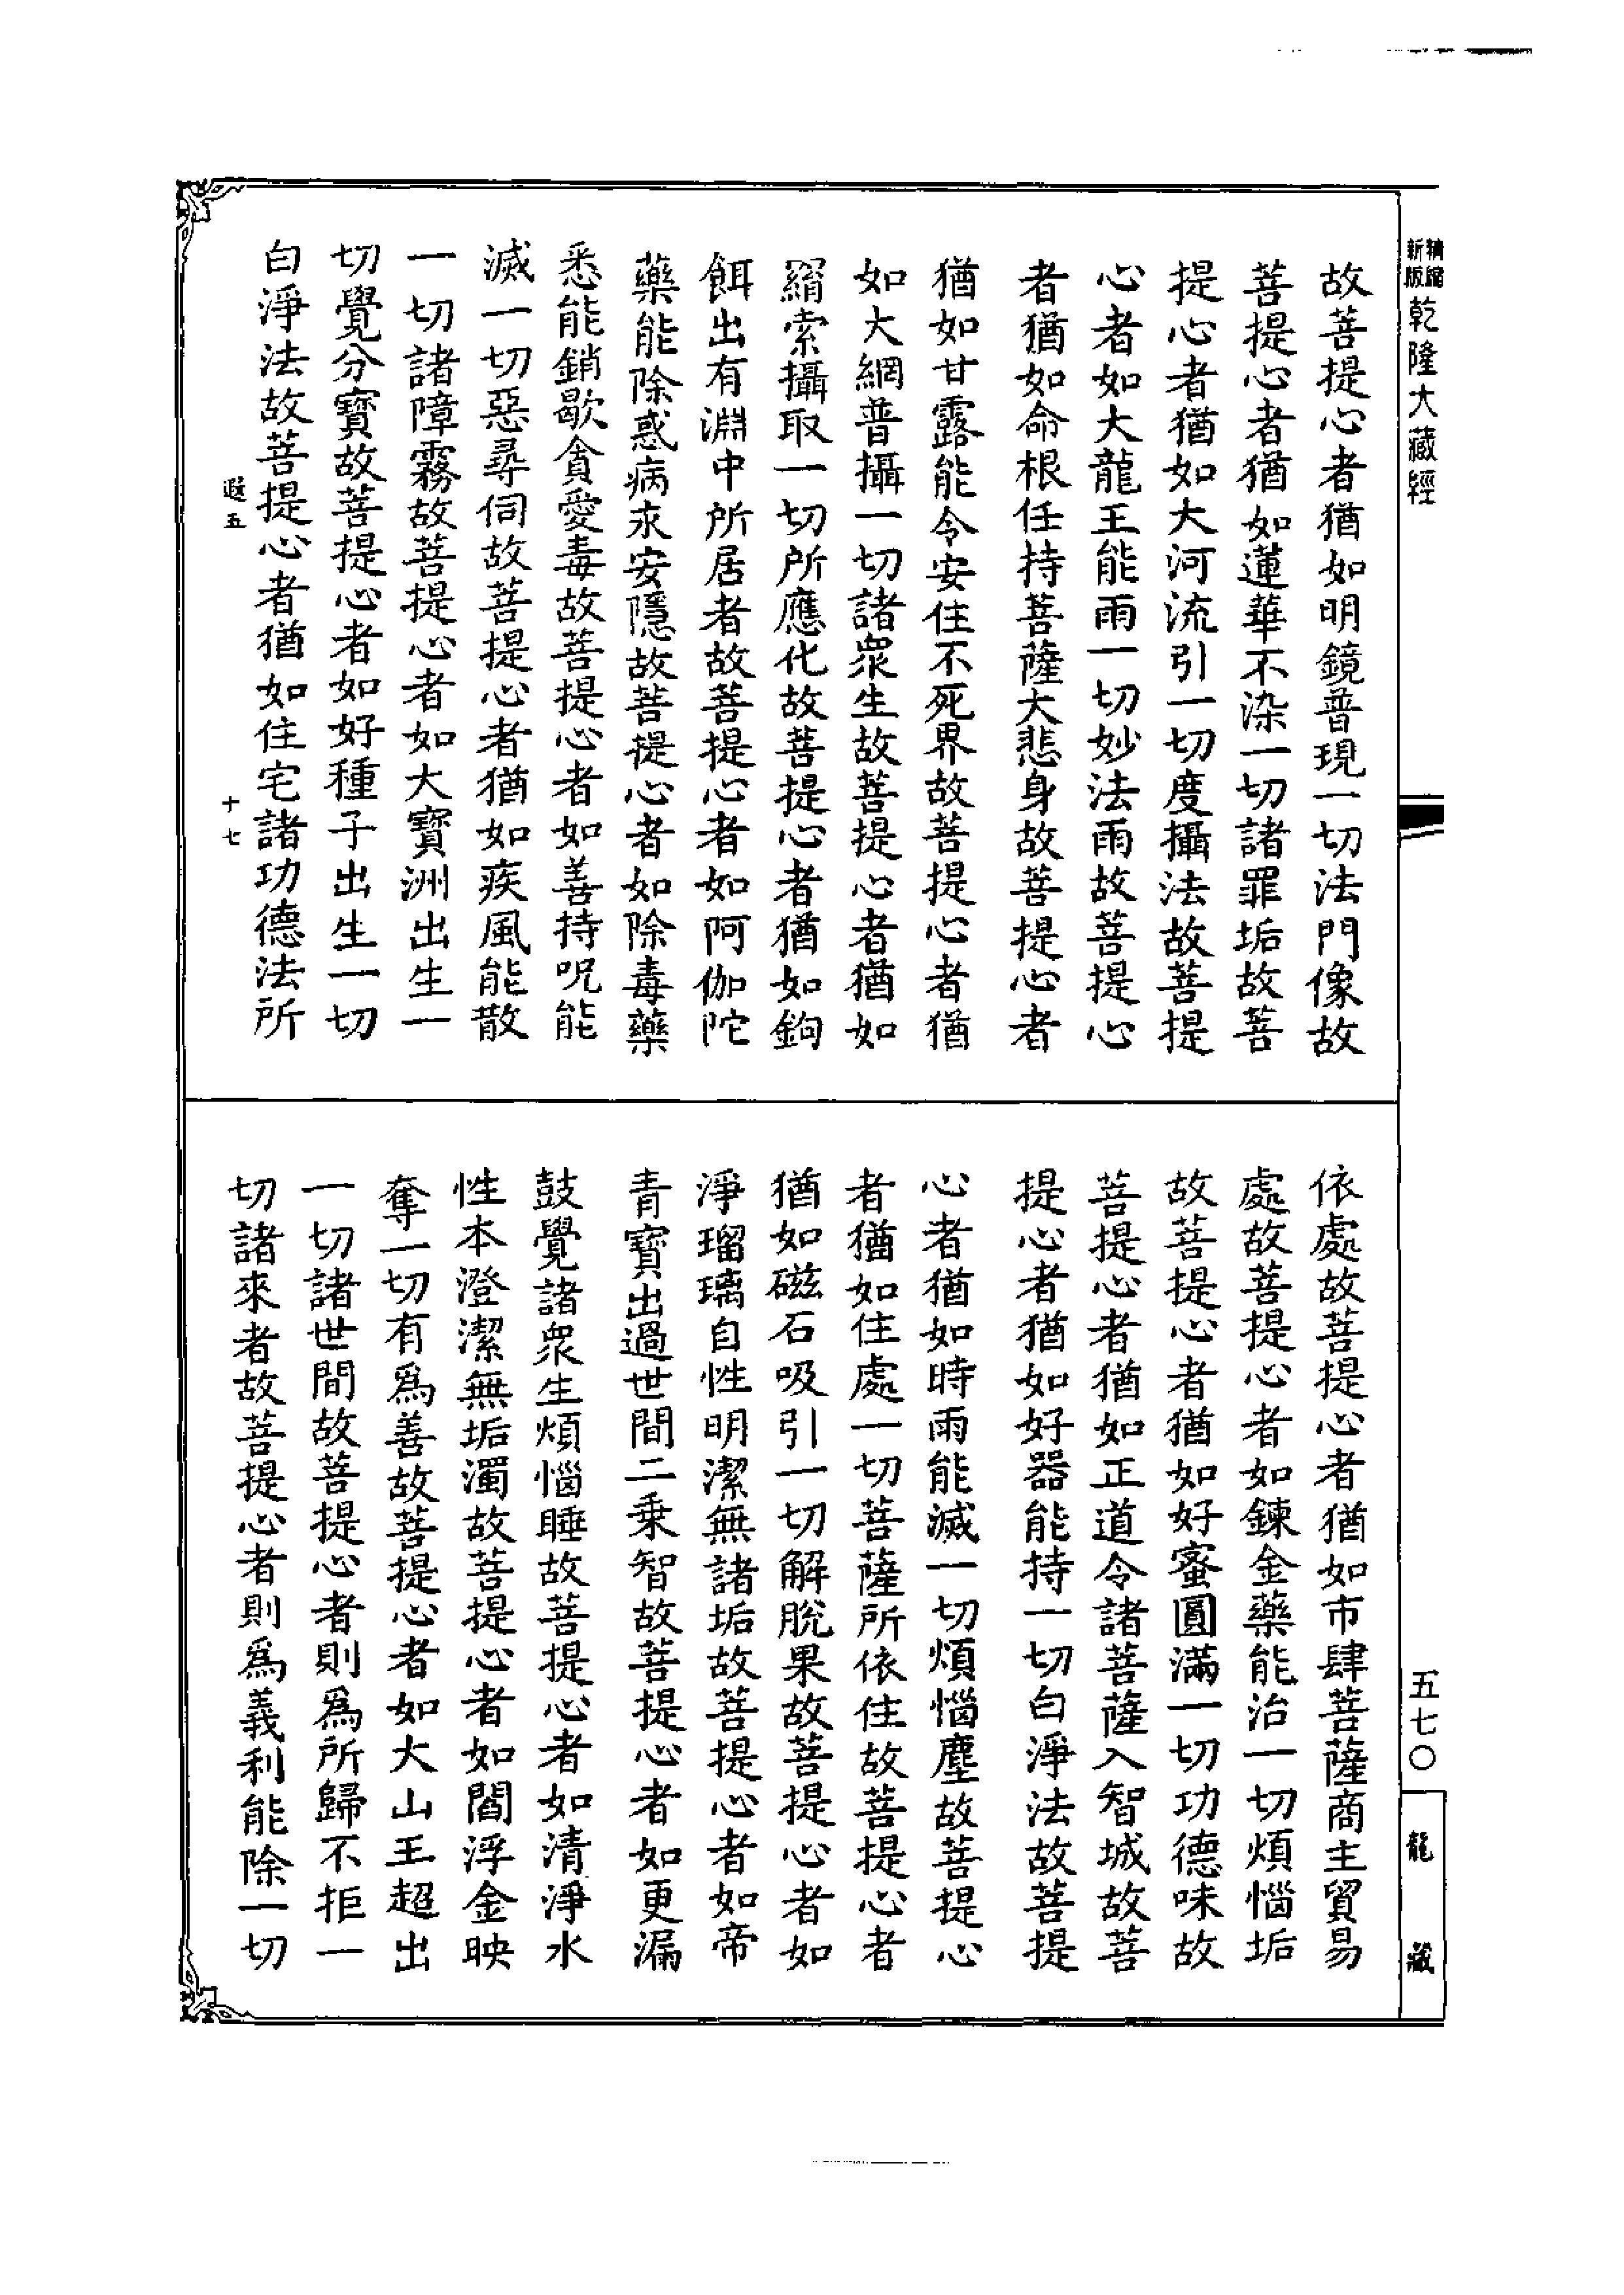 精縮新版 乾隆大藏經
故菩提心者猶如明鏡普現一切法門像故
菩提心者猶如蓮華不染一切諸罪垢故菩
提心者猶如大河流引一切度攝法故菩提
心者如大龍王能雨一切妙法雨故菩提心
者猶如命根任持菩薩大悲身故菩提心者
猶如甘露能令安住不死界故菩提心者猶
如大網普攝一切諸衆生故菩提心者猶如
羂索攝取一切所應化故菩提心者猶如鉤
餌出有淵中所居者故菩提心者如阿伽陀
藥能除惑病永安隱故菩提心者如除毒藥
悉能銷歇貪愛毒故菩提心者如善持呪能
滅一切惡尋伺故菩提心者猶如疾風能散
一切諸障霧故菩提心者如大寶洲出生一
切覺分寶故菩提心者如好種子出生一切
白淨法故菩提心者猶如住宅諸功德法所
遐五 十七
依處故菩提心者猶如市肆菩薩商主貿易
處故菩提心者如鍊金藥能治一切煩惱垢
故菩提心者猶如好蜜圓滿一切功德味故
菩提心者猶如正道令諸菩薩入智城故菩
提心者猶如好器能持一切白淨法故菩提
心者猶如時雨能滅一切煩惱塵故菩提心
者猶如住處一切菩薩所依住故菩提心者
猶如磁石吸引一切解脫果故菩提心者如
淨瑠璃自性明潔無諸垢故菩提心者如帝
青寶出過世間二乘智故菩提心者如更漏
鼓覺諸衆生煩惱睡故菩提心者如清淨水
性本澄潔無垢濁故菩提心者如閻浮金映
奪一切有爲善故菩提心者如大山王超出
一切諸世間故菩提心者則爲所歸不拒一
切諸來者故菩提心者則爲義利能除一切
五七〇
龍藏